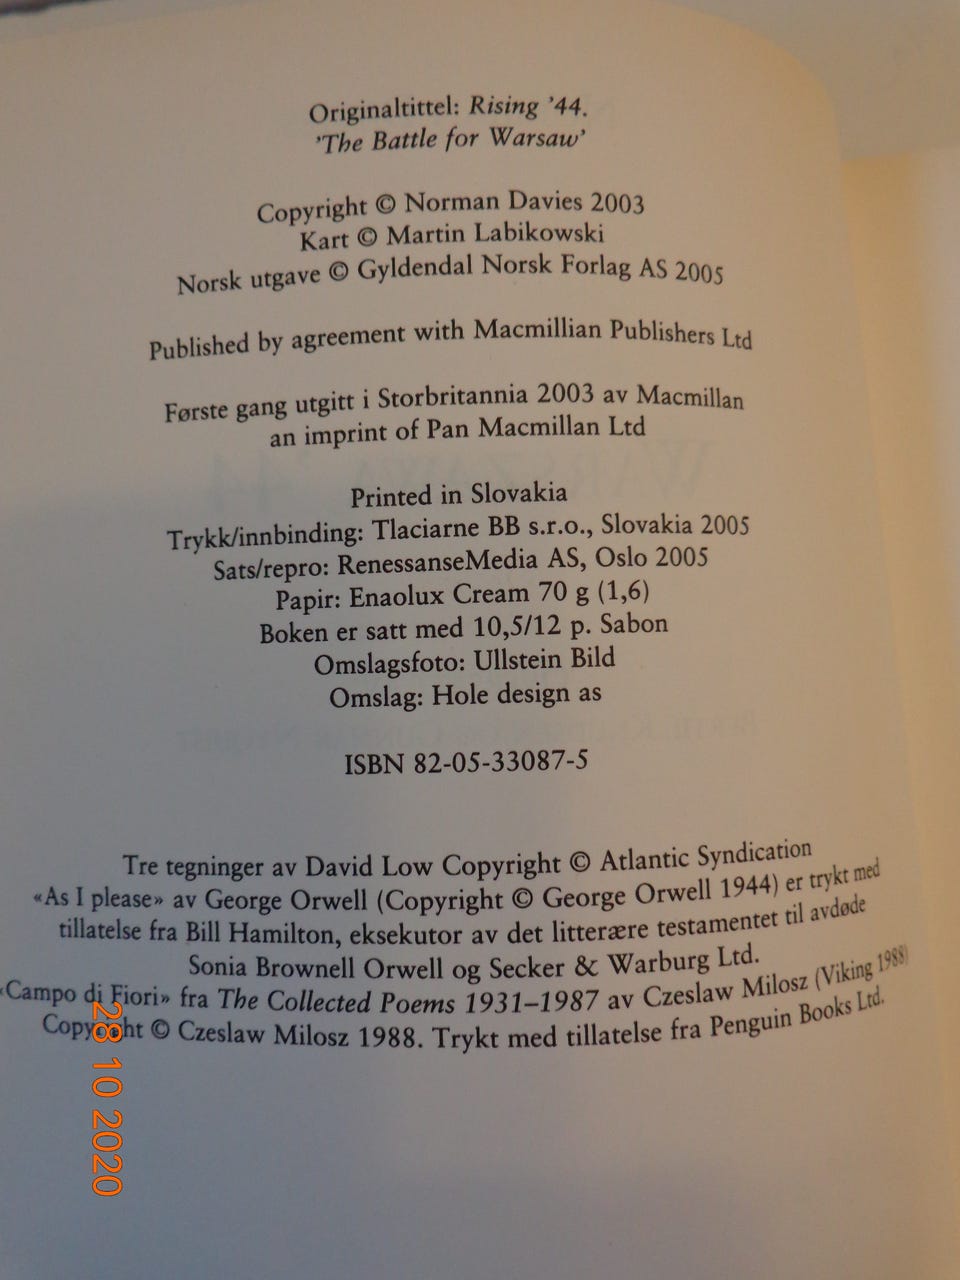 Originaltittel: Rising '44.
'The Battle for Warsaw'
Copyright © Norman Davies 2003
Kart © Martin Labikowski
Norsk utgave © Gyldendal Norsk Forlag AS 2005
Published by agreement with Macmillian Publishers Ltd
Første gang utgitt i Storbritannia 2003 av Macmillan
an imprint of Pan Macmillan Ltd
Printed in Slovakia
Trykk/innbinding: Tlaciarne BB s.r.o., Slovakia 2005
Sats/repro: RenessanseMedia AS, Oslo 2005
Papir: Enaolux Cream 70 g (1,6)
Boken er satt med 10,5/12 p. Sabon
Omslagsfoto: Ullstein Bild
Omslag: Hole design as
ISBN 82-05-33087-5
Tre tegninger av David Low Copyright © Atlantic Syndication
«As I please» av George Orwell (Copyright © George Orwell 1944) er trykt med
tillatelse fra Bill Hamilton, eksekutor av det litterære testamentet til avdøde
Sonia Brownell Orwell og Secker & Warburg Ltd.
«Campo di Fiori» fra The Collected Poems 1931–1987 av Czeslaw Milosz (Viking 1988)
Copyright © Czeslaw Milosz 1988. Trykt med tillatelse fra Penguin Books Ltd.
28 10 2020